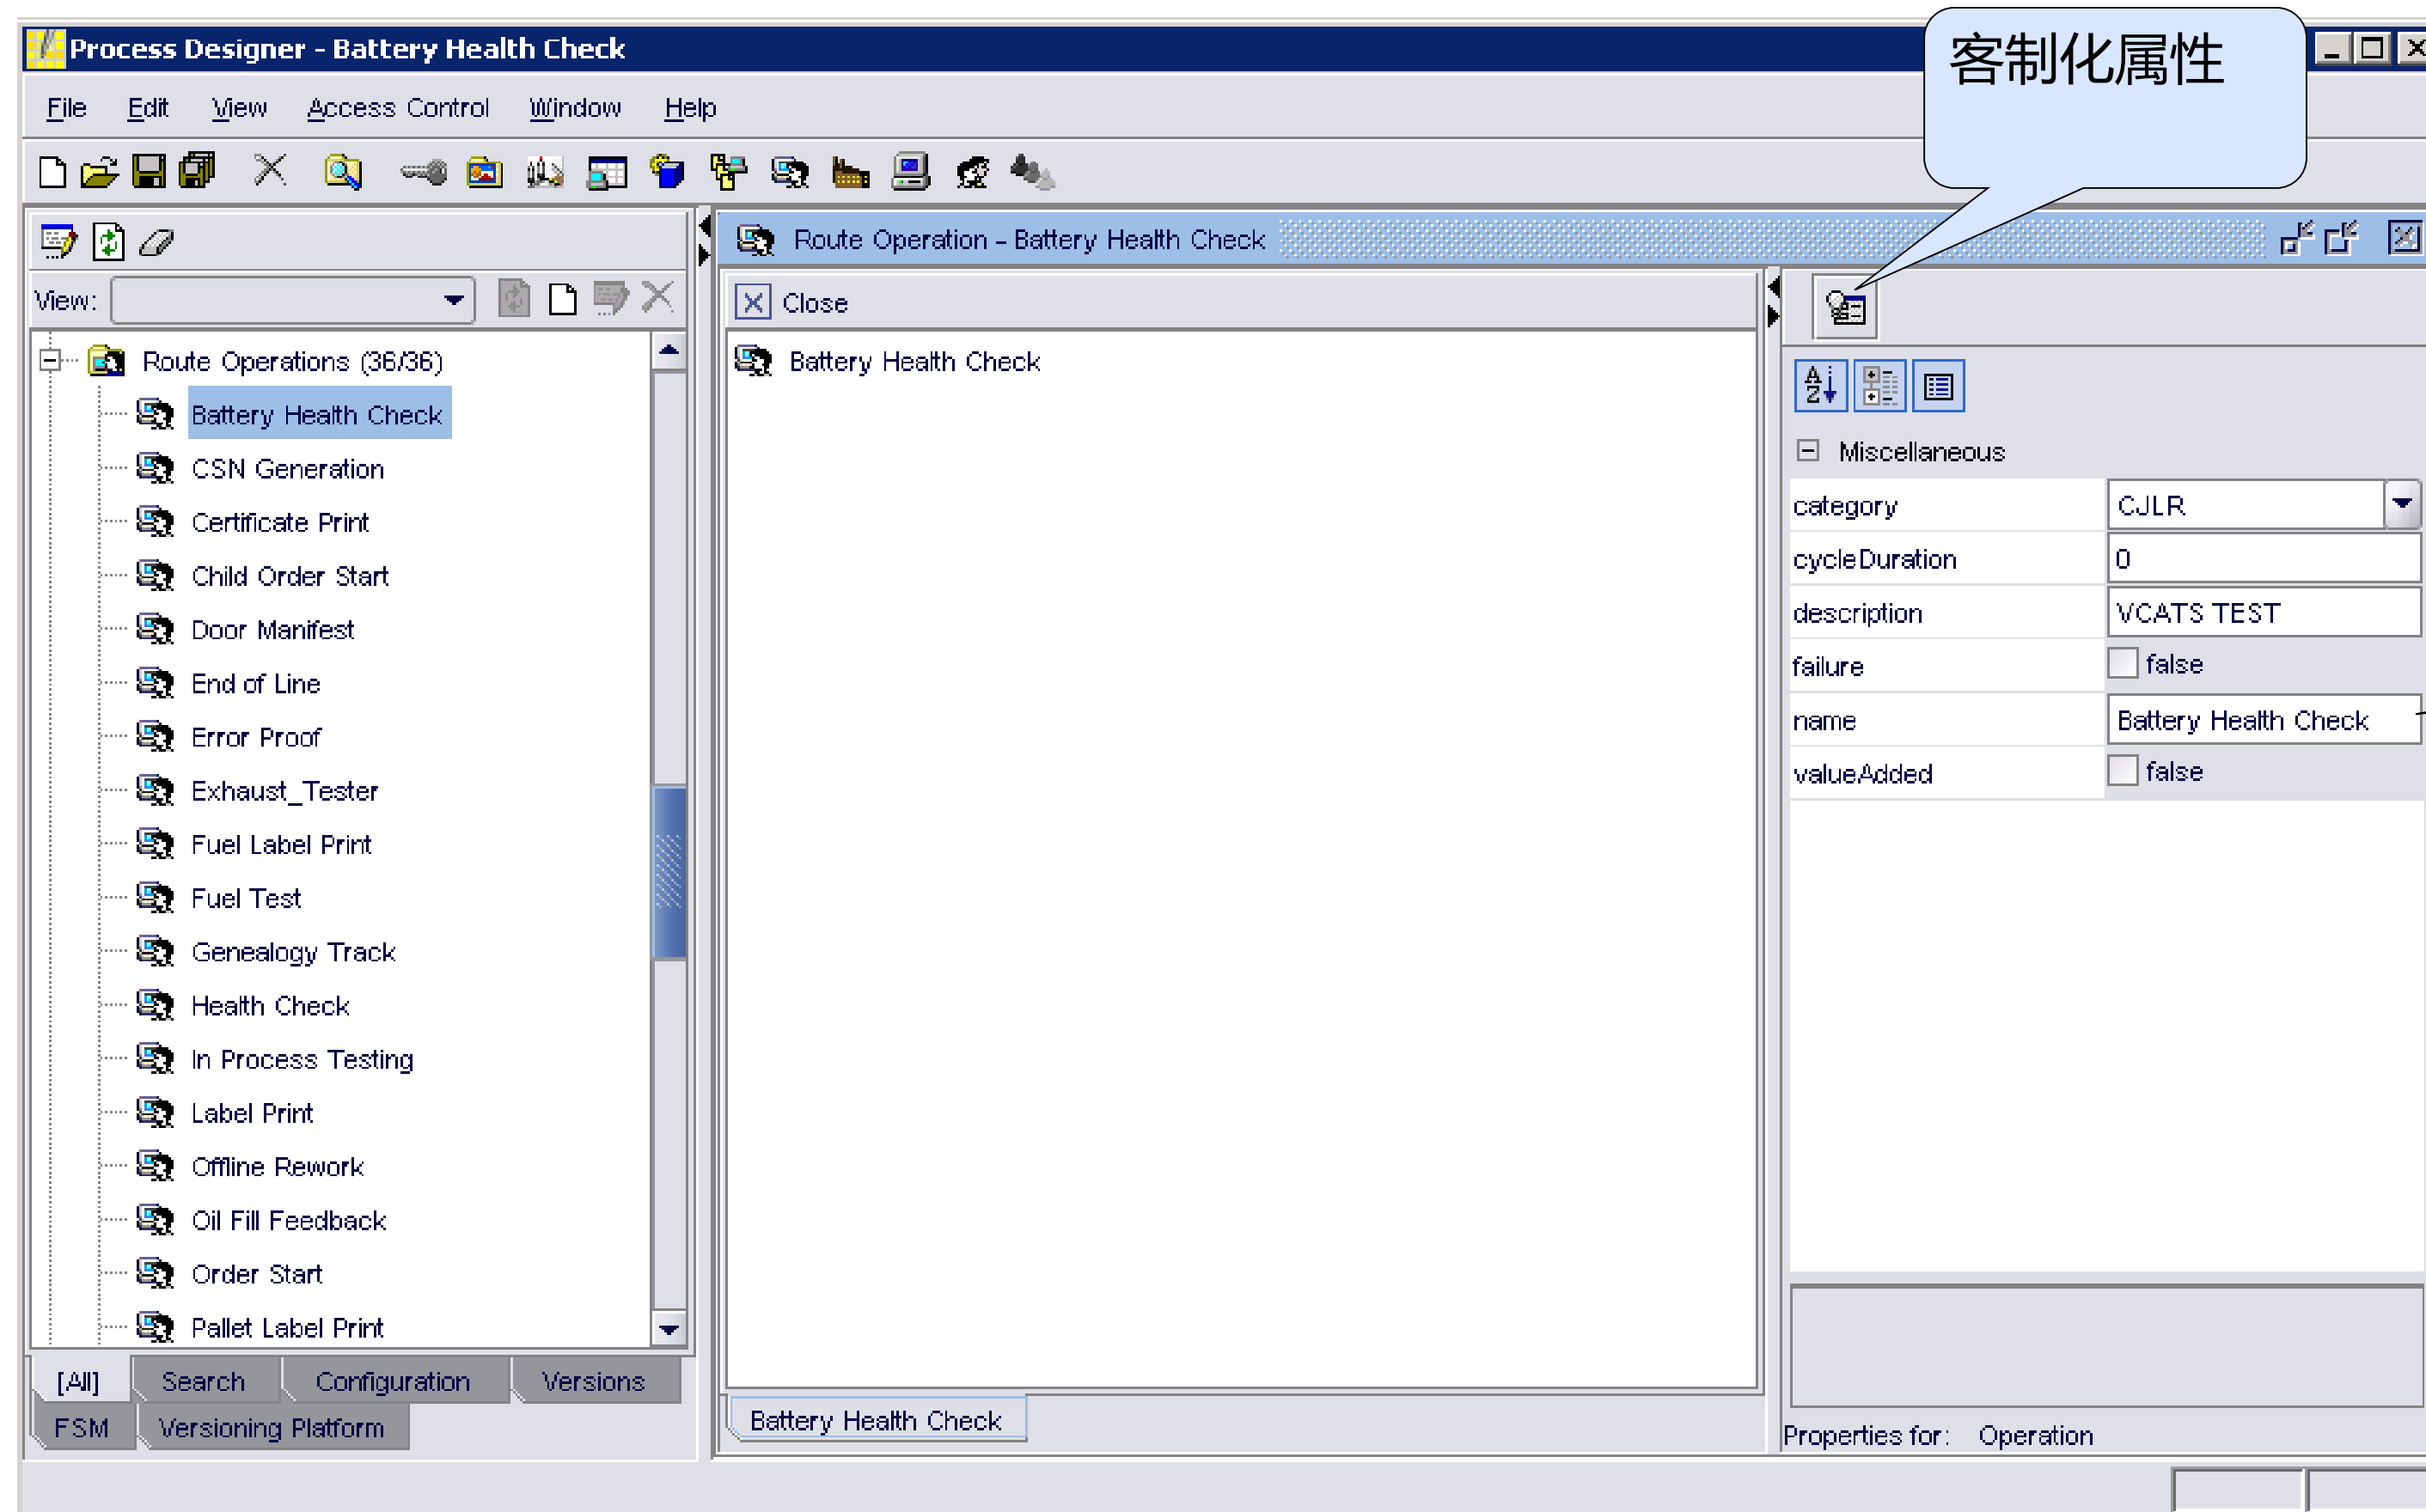 Process Designer - Battery Health Check
客制化属性
File Edit View Access Control Window Help
View:
Route Operations (36/36)
Battery Health Check
CSN Generation
Certificate Print
Child Order Start
Door Manifest
End of Line
Error Proof
Exhaust_Tester
Fuel Label Print
Fuel Test
Genealogy Track
Health Check
In Process Testing
Label Print
Offline Rework
Oil Fill Feedback
Order Start
Pallet Label Print
[All] Search Configuration Versions
FSM Versioning Platform
Route Operation - Battery Health Check
Close
Battery Health Check
Battery Health Check
Miscellaneous
category CJLR
cycleDuration 0
description VCATS TEST
failure false
name Battery Health Check
valueAdded false
Properties for: Operation